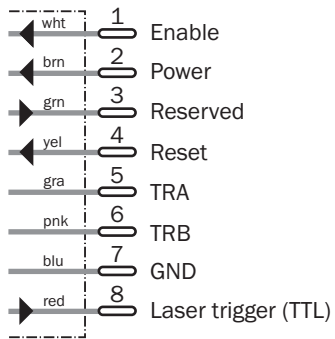 wht 1 Enable
brn 2 Power
grn 3 Reserved
yel 4 Reset
gra 5 TRA
pnk 6 TRB
blu 7 GND
red 8 Laser trigger (TTL)